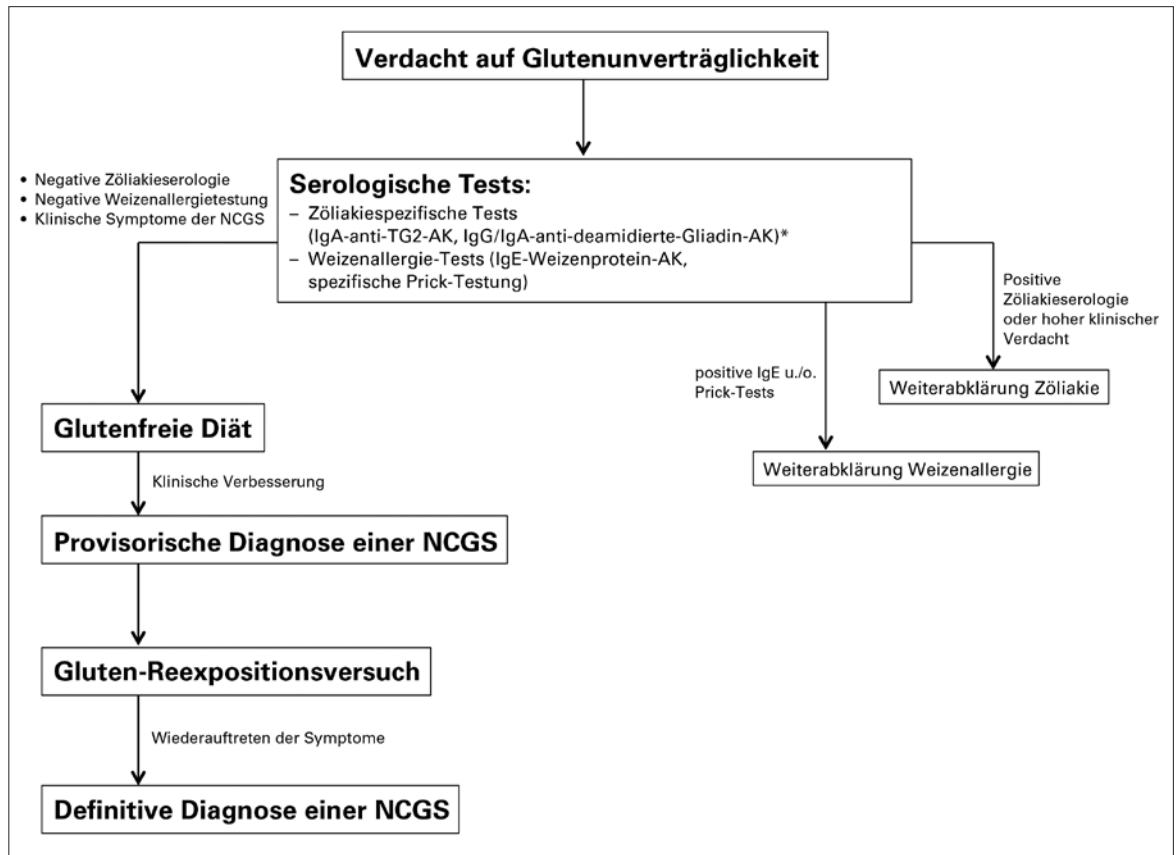 Verdacht auf Glutenunverträglichkeit
• Negative Zöliakieserologie
• Negative Weizenallergietestung
• Klinische Symptome der NCGS
Serologische Tests:
– Zöliakiespezifische Tests
(IgA-anti-TG2-AK, IgG/IgA-anti-deamidierte-Gliadin-AK)*
– Weizenallergie-Tests (IgE-Weizenprotein-AK,
spezifische Prick-Testung)
Positive
Zöliakieserologie
oder hoher klinischer
Verdacht
positive IgE u./o.
Prick-Tests
Weiterabklärung Zöliakie
Glutenfreie Diät
Weiterabklärung Weizenallergie
Klinische Verbesserung
Provisorische Diagnose einer NCGS
Gluten-Reexpositionsversuch
Wiederauftreten der Symptome
Definitive Diagnose einer NCGS